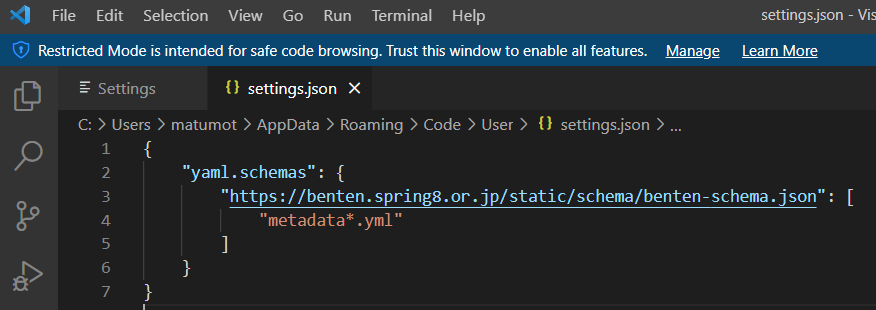 File Edit Selection View Go Run Terminal Help settings.json - Vis
Restricted Mode is intended for safe code browsing. Trust this window to enable all features. Manage Learn More
Settings settings.json
C: > Users > matumot > AppData > Roaming > Code > User > {} settings.json > ...
1 {
2 "yaml.schemas": {
3 "https://benten.spring8.or.jp/static/schema/benten-schema.json": [
4 "metadata*.yml"
5 ]
6 }
7 }